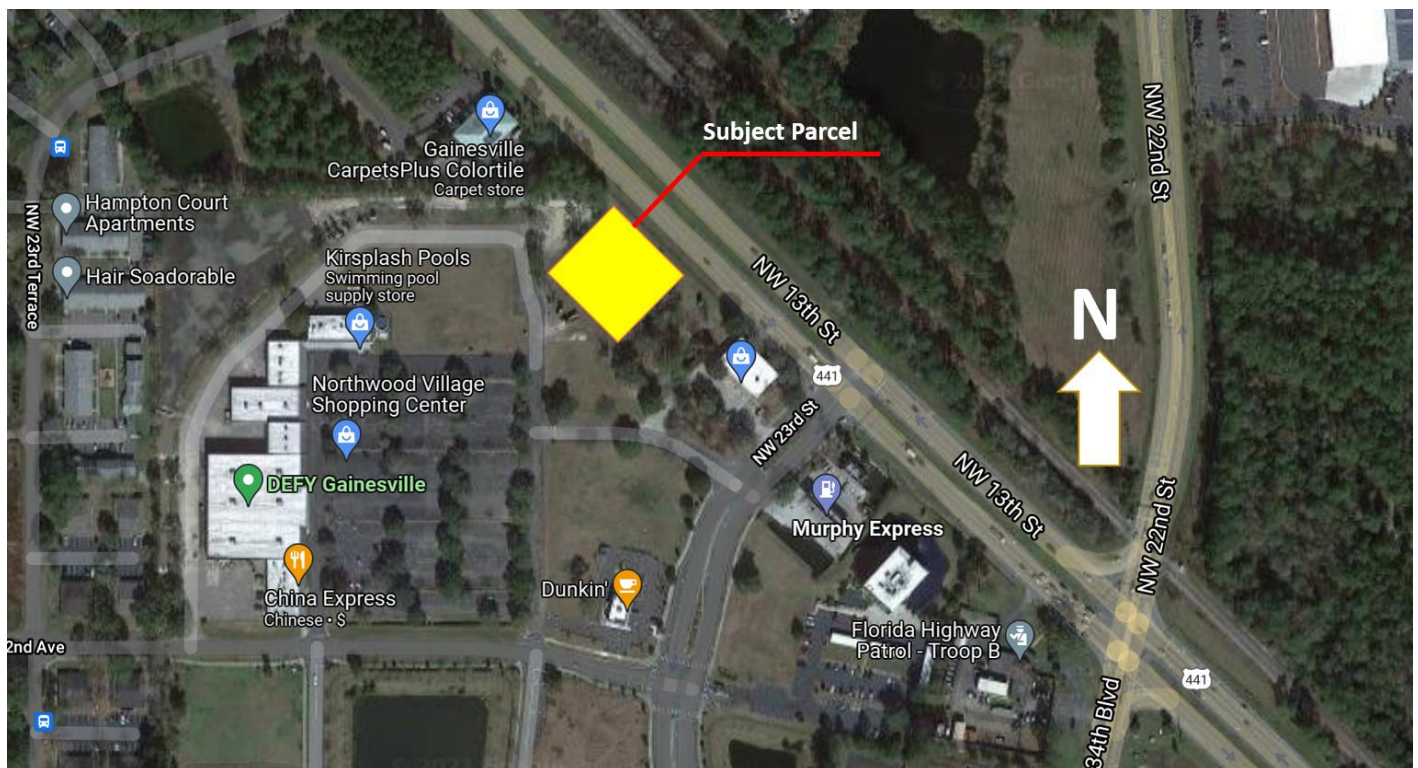 Gainesville
CarpetsPlus Colortile
Carpet store
Subject Parcel
NW 22nd St
Hampton Court
Apartments
NW 23rd Terrace
Hair Soadorable
Kirsplash Pools
Swimming pool
supply store
NW 13th St
N
441
Northwood Village
Shopping Center
NW 23rd St
DEFY Gainesville
NW 13th St
Murphy Express
NW 22nd St
China Express
Chinese • $
Dunkin'
Florida Highway
Patrol - Troop B
2nd Ave
441
34th Blvd